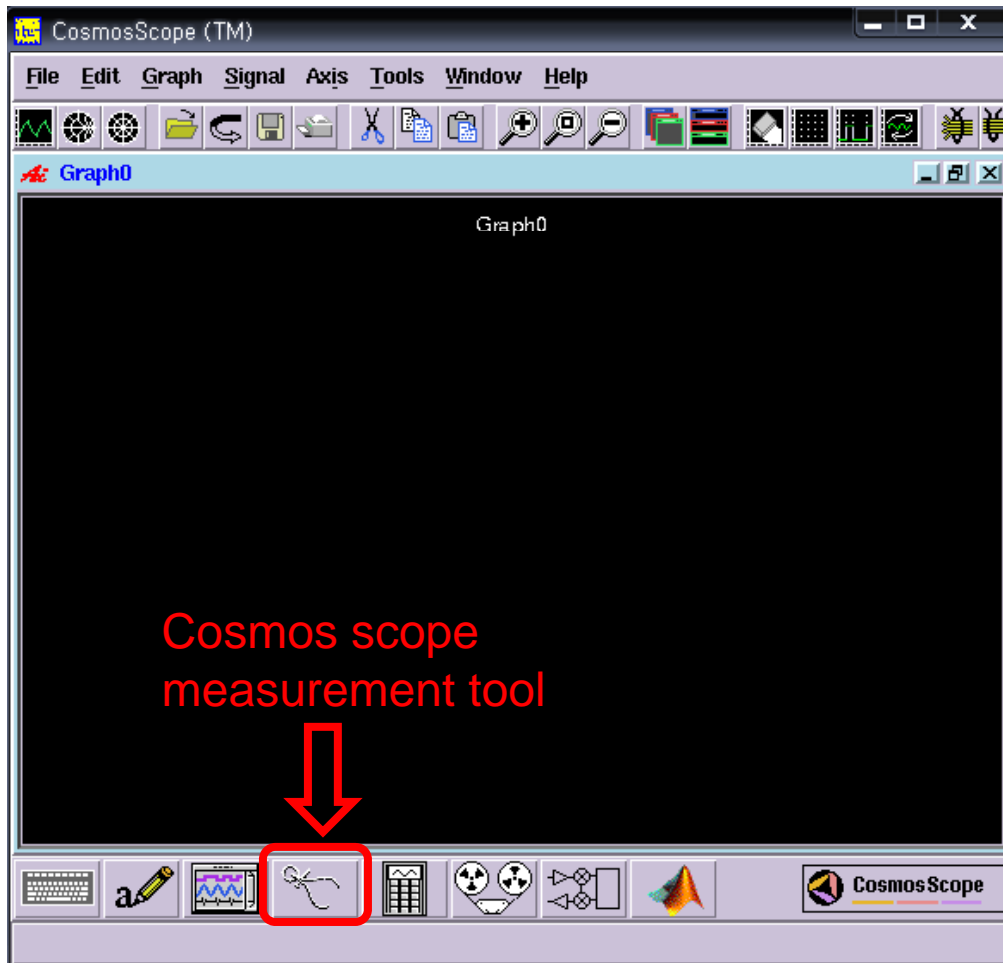 CosmosScope (TM)
File Edit Graph Signal Axis Tools Window Help
Graph0
Graph0
Cosmos scope
measurement tool
a
CosmosScope